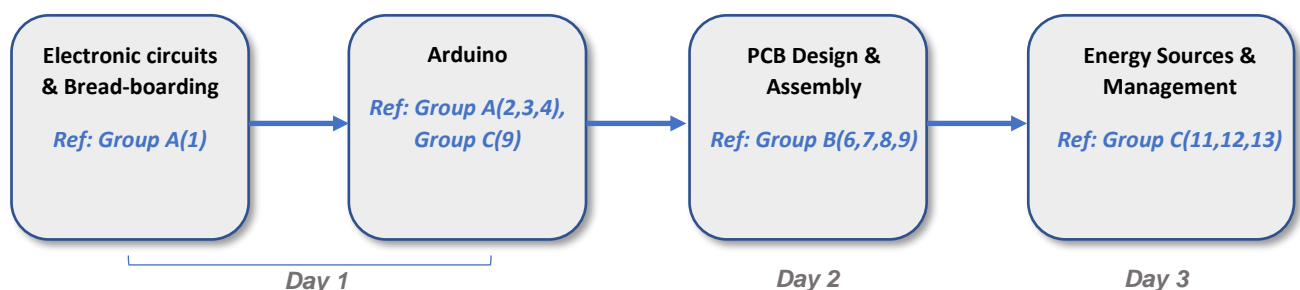 Electronic circuits
& Bread-boarding
Ref: Group A(1)
Arduino
Ref: Group A(2,3,4),
Group C(9)
PCB Design &
Assembly
Ref: Group B(6,7,8,9)
Energy Sources &
Management
Ref: Group C(11,12,13)
Day 1
Day 2
Day 3